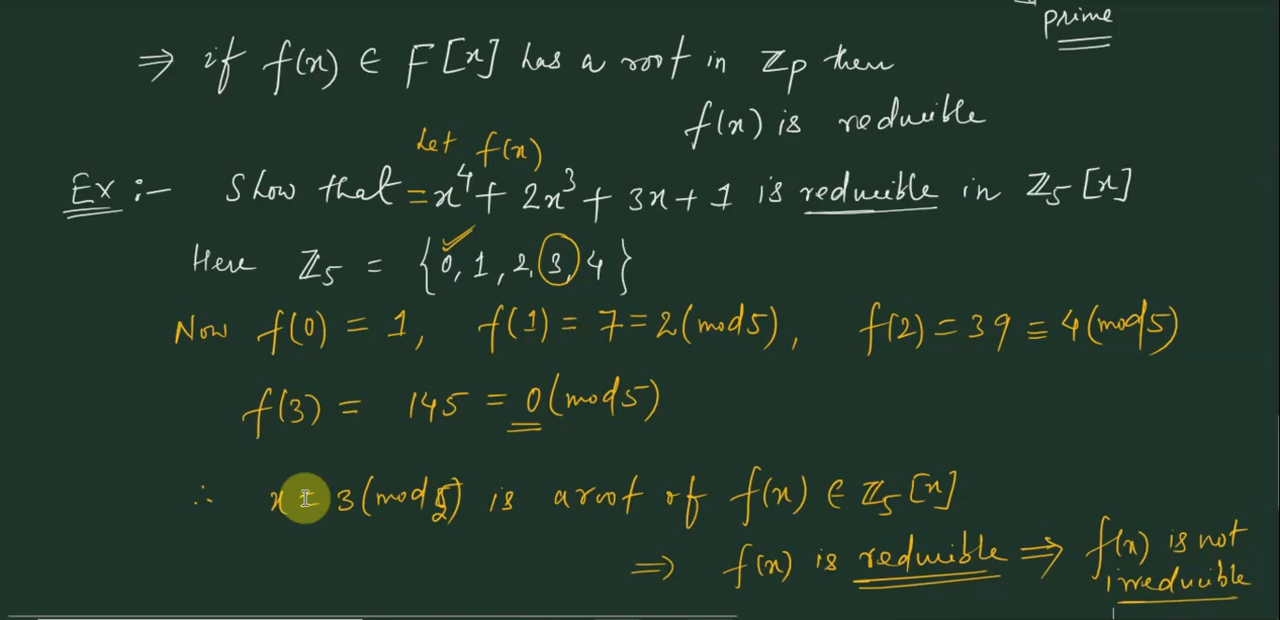 prime
⇒ if f(x) ∈ F[x] has a root in Zp then
f(x) is reducible
Let f(x)
Ex :- Show that = x⁴ + 2x³ + 3x + 1 is reducible in Z₅[x]
Here Z₅ = {0, 1, 2, 3, 4}
Now f(0) = 1, f(1) = 7 = 2(mod5), f(2) = 39 ≡ 4(mod5)
f(3) = 145 = 0(mod5)
∴ x = 3(mod5) is a root of f(x) ∈ Z₅[x]
⇒ f(x) is reducible ⇒ f(x) is not
irreducible